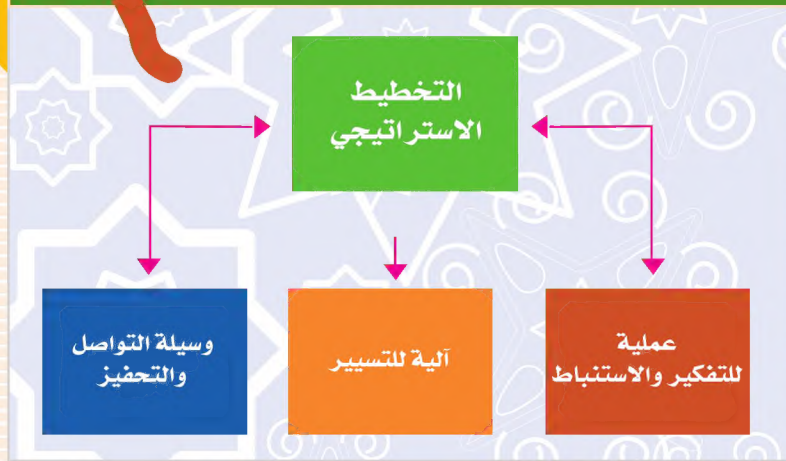 التخطيط
الاستراتيجي
عملية
للتفكير والاستنباط
آلية للتسيير
وسيلة التواصل
والتحفيز